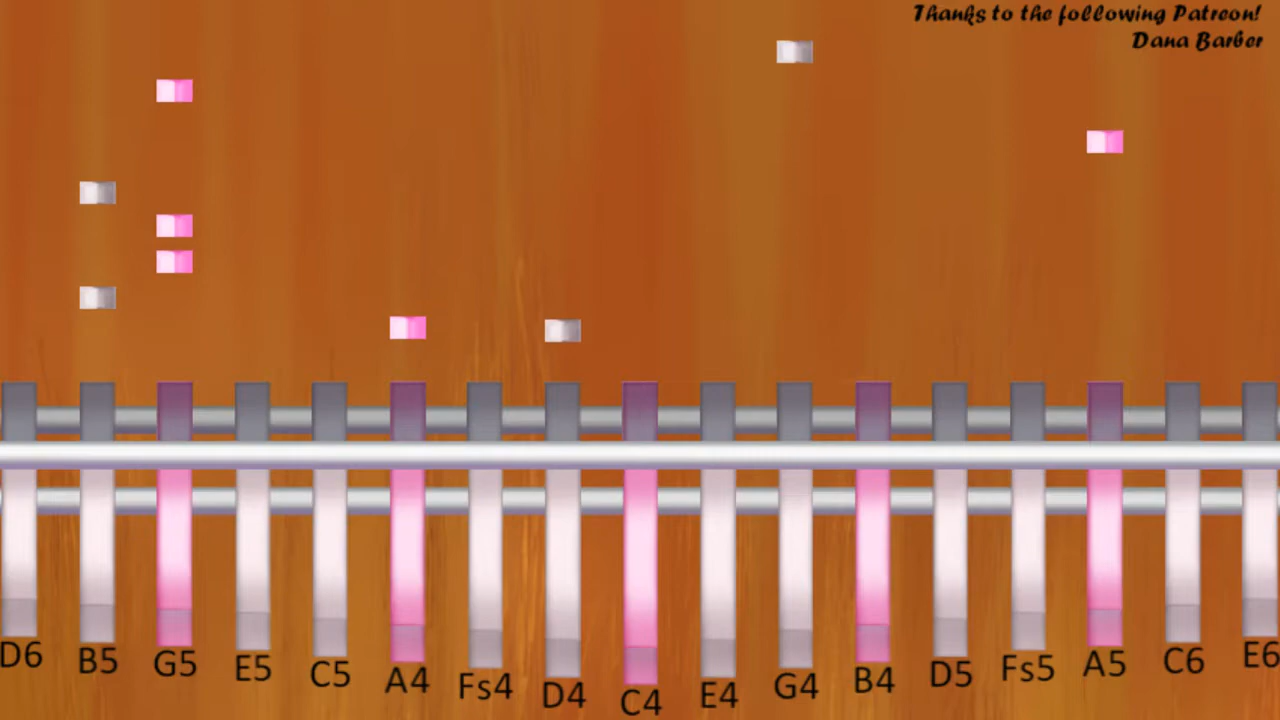 Thanks to the following Patreon!
Dana Barber
D6 B5 G5 E5 C5 A4 Fs4 D4 C4 E4 G4 B4 D5 Fs5 A5 C6 E6